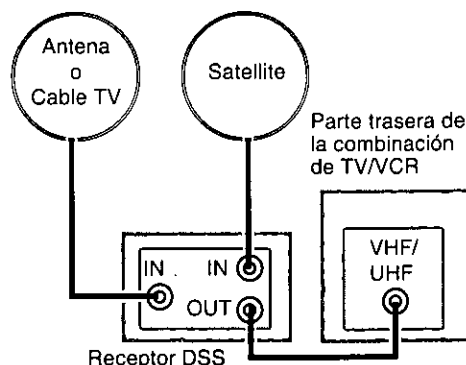 Antena
o
Cable TV
Satellite
Parte trasera de
la combinación
de TV/VCR
IN
IN
OUT
VHF/
UHF
Receptor DSS